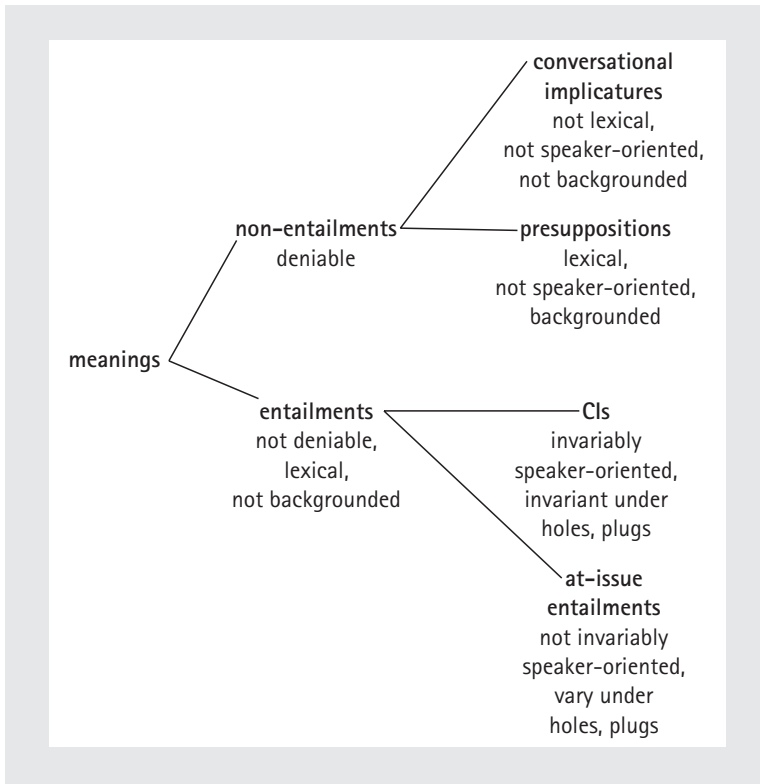 conversational
implicatures
not lexical,
not speaker-oriented,
not backgrounded
non-entailments
deniable
presuppositions
lexical,
not speaker-oriented,
backgrounded
meanings
entailments
not deniable,
lexical,
not backgrounded
CIs
invariably
speaker-oriented,
invariant under
holes, plugs
at-issue
entailments
not invariably
speaker-oriented,
vary under
holes, plugs